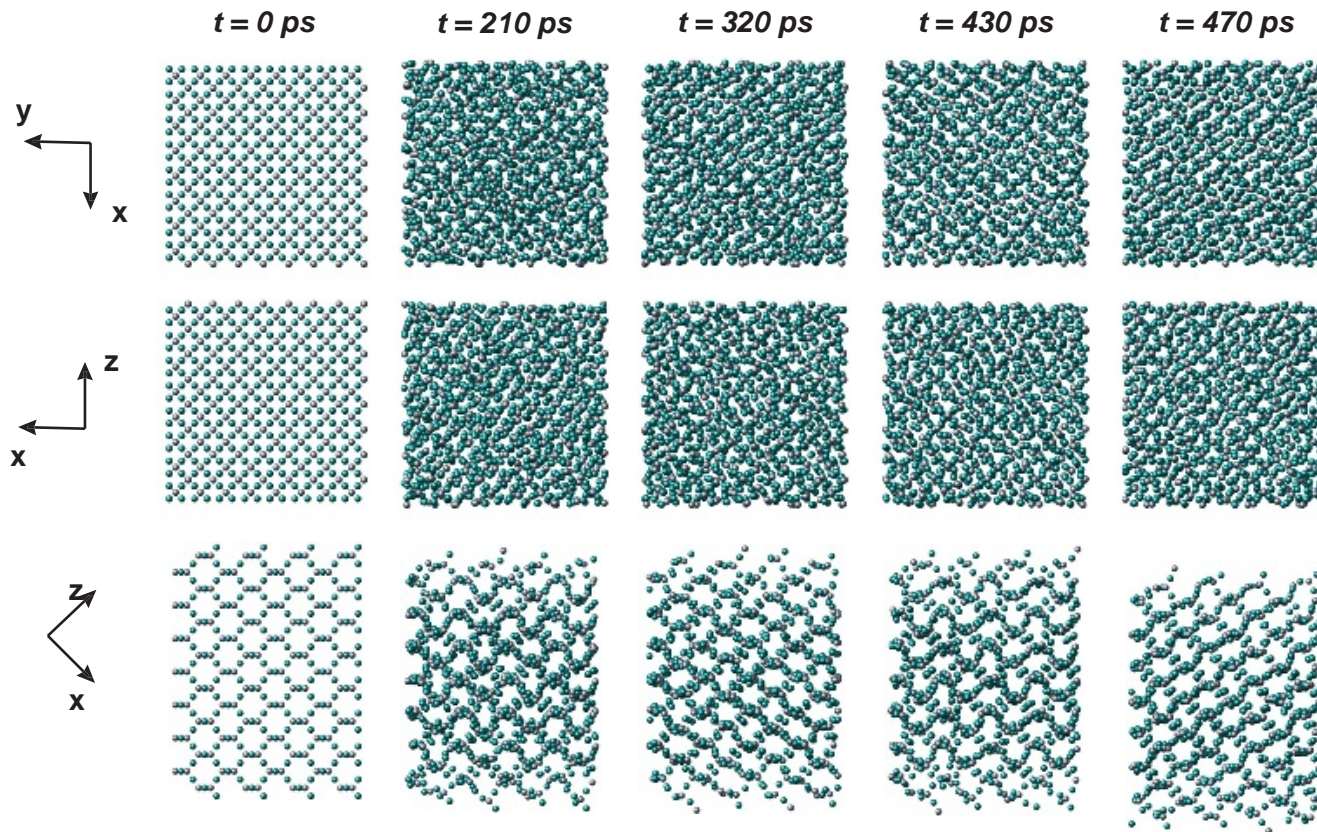 t = 0 ps t = 210 ps t = 320 ps t = 430 ps t = 470 ps
y
x
z
x
z
x